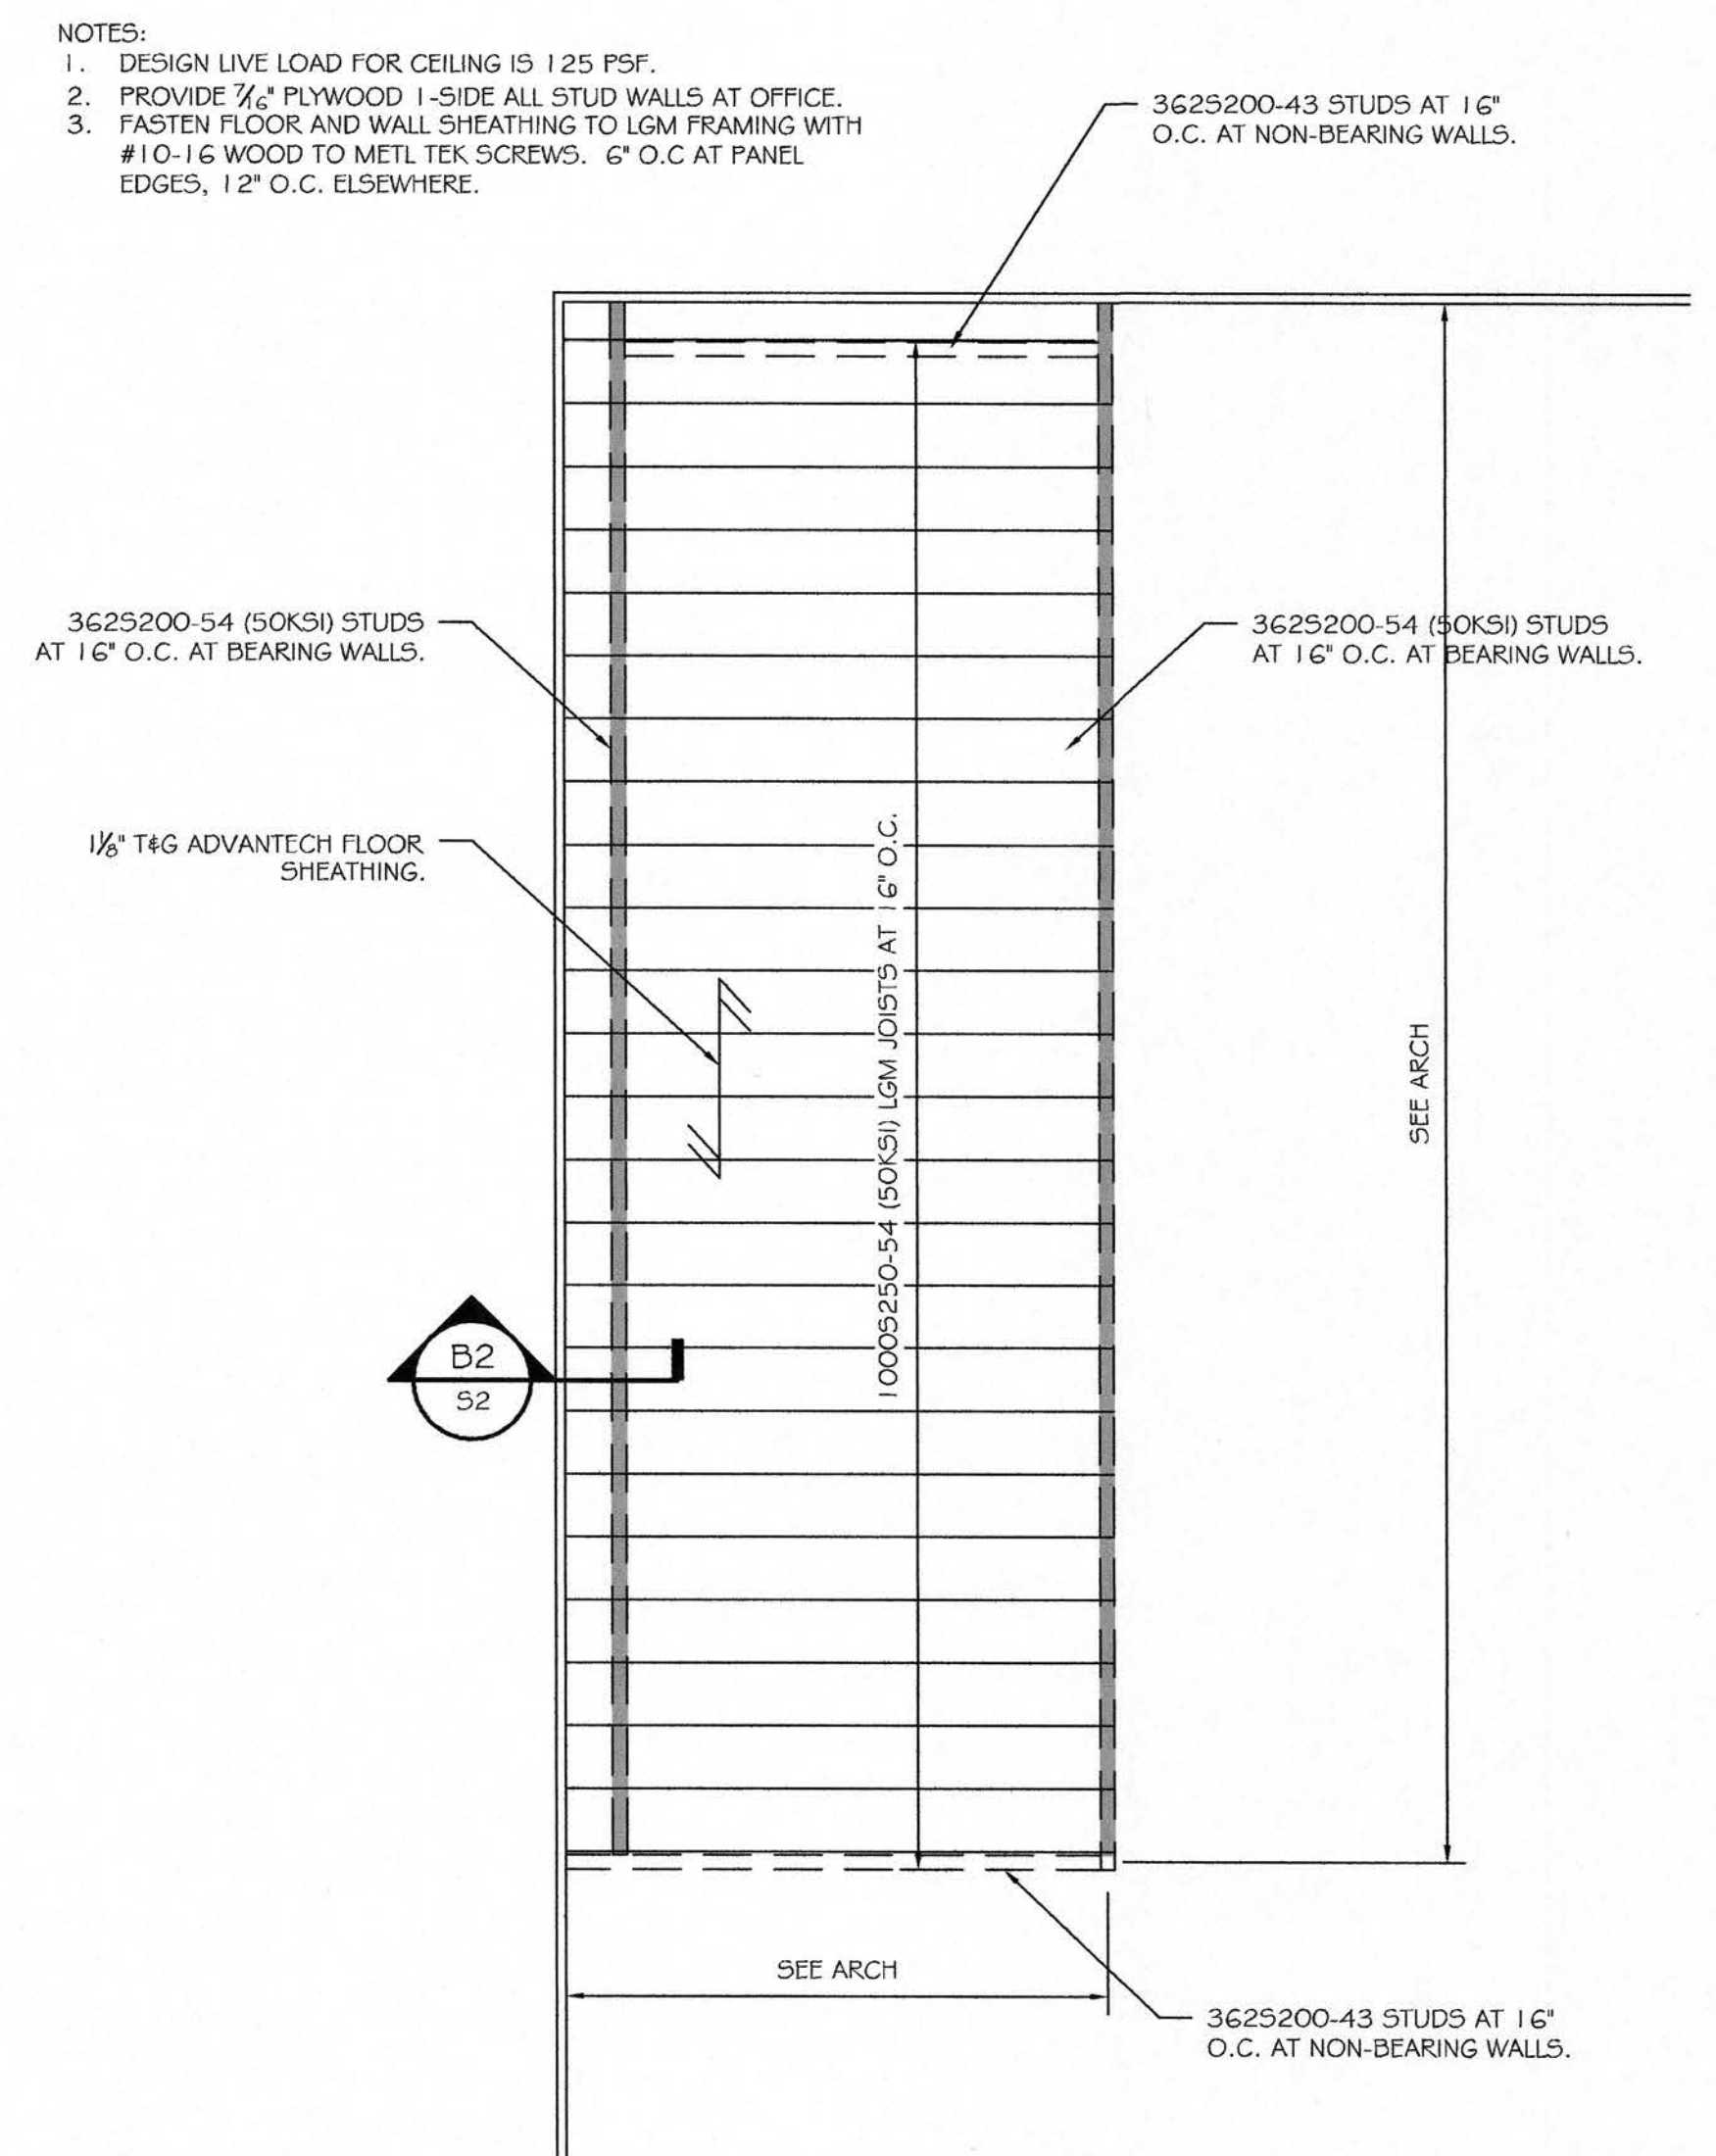 NOTES:
1. DESIGN LIVE LOAD FOR CEILING IS 125 PSF.
2. PROVIDE 7/16" PLYWOOD 1-SIDE ALL STUD WALLS AT OFFICE.
3. FASTEN FLOOR AND WALL SHEATHING TO LGM FRAMING WITH
#10-16 WOOD TO METL TEK SCREWS. 6" O.C AT PANEL
EDGES, 12" O.C. ELSEWHERE.
362S200-43 STUDS AT 16"
O.C. AT NON-BEARING WALLS.
362S200-54 (50KSI) STUDS
AT 16" O.C. AT BEARING WALLS.
362S200-54 (50KSI) STUDS
AT 16" O.C. AT BEARING WALLS.
1 1/8" T&G ADVANTECH FLOOR
SHEATHING.
1000S250-54 (50KSI) LGM JOISTS AT 16" O.C.
SEE ARCH
B2
S2
SEE ARCH
362S200-43 STUDS AT 16"
O.C. AT NON-BEARING WALLS.